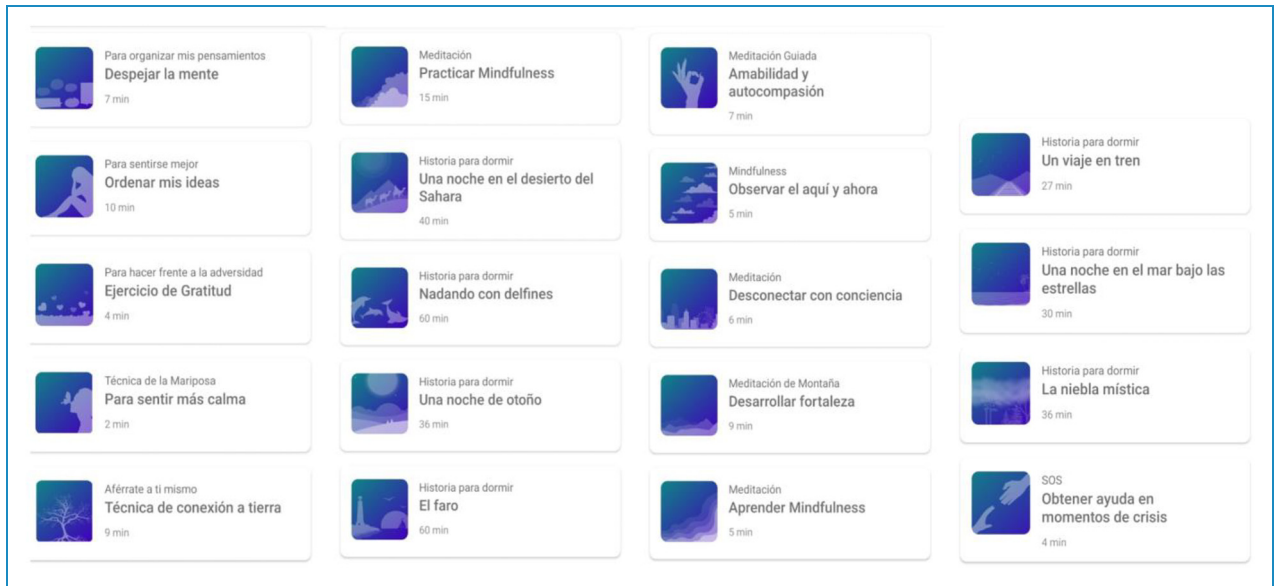 Para organizar mis pensamientos
Despejar la mente
7 min
Para sentirse mejor
Ordenar mis ideas
10 min
Para hacer frente a la adversidad
Ejercicio de Gratitud
4 min
Técnica de la Mariposa
Para sentir más calma
2 min
Aférrate a ti mismo
Técnica de conexión a tierra
9 min
Meditación
Practicar Mindfulness
15 min
Historia para dormir
Una noche en el desierto del
Sahara
40 min
Historia para dormir
Nadando con delfines
60 min
Historia para dormir
Una noche de otoño
36 min
Historia para dormir
El faro
60 min
Meditación Guiada
Amabilidad y
autocompasión
7 min
Mindfulness
Observar el aquí y ahora
5 min
Meditación
Desconectar con conciencia
6 min
Meditación de Montaña
Desarrollar fortaleza
9 min
Meditación
Aprender Mindfulness
5 min
Historia para dormir
Un viaje en tren
27 min
Historia para dormir
Una noche en el mar bajo las
estrellas
30 min
Historia para dormir
La niebla mística
36 min
SOS
Obtener ayuda en
momentos de crisis
4 min